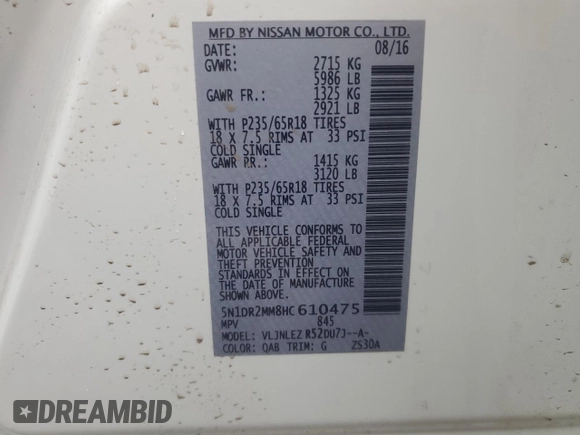 MFD BY NISSAN MOTOR CO., LTD.
DATE: 08/16
GVWR: 2715 KG
5986 LB
GAWR FR.: 1325 KG
2921 LB
WITH P235/65R18 TIRES
18 X 7.5 RIMS AT 33 PSI
COLD SINGLE
GAWR RR.: 1415 KG
3120 LB
WITH P235/65R18 TIRES
18 X 7.5 RIMS AT 33 PSI
COLD SINGLE
THIS VEHICLE CONFORMS TO
ALL APPLICABLE FEDERAL
MOTOR VEHICLE SAFETY AND
THEFT PREVENTION
STANDARDS IN EFFECT ON
THE DATE OF MANUFACTURE
SHOWN ABOVE.
5N1DR2MM8HC610475
MPV 845
MODEL: VLJNLEZ R52DU7J--A-
COLOR: QAB TRIM: G ZS30A
DREAMBID